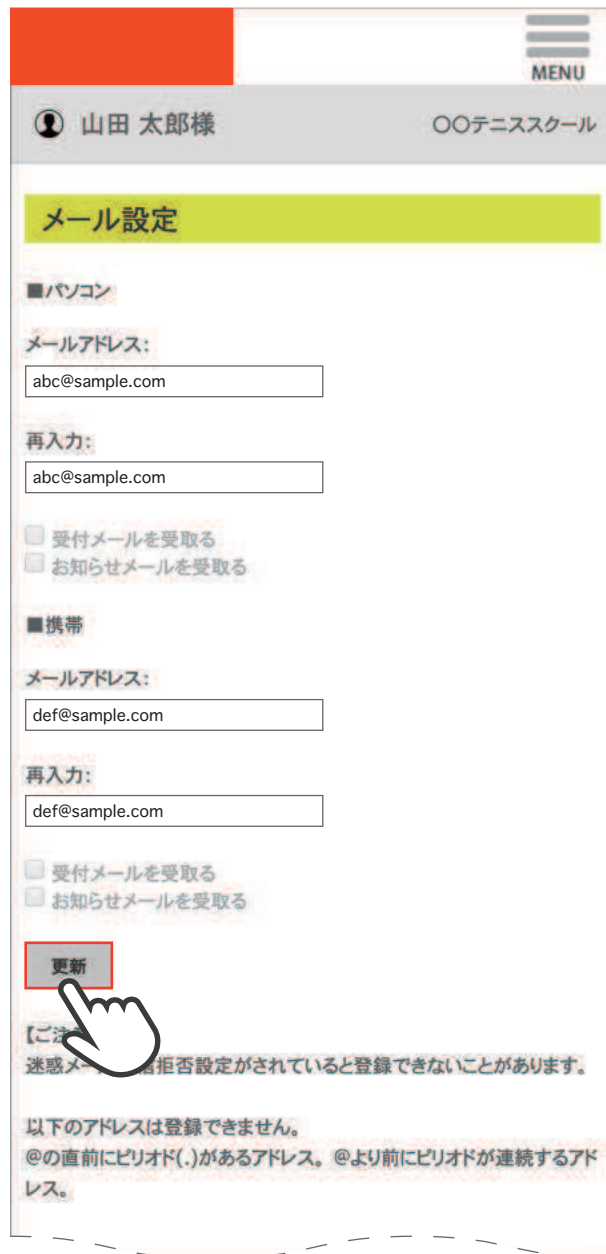 MENU
山田 太郎様
〇〇テニススクール
メール設定
■パソコン
メールアドレス:
abc@sample.com
再入力:
abc@sample.com
受付メールを受取る
お知らせメールを受取る
■携帯
メールアドレス:
def@sample.com
再入力:
def@sample.com
受付メールを受取る
お知らせメールを受取る
更新
【ご注
迷惑メー 拒否設定がされていると登録できないことがあります。
以下のアドレスは登録できません。
@の直前にピリオド(.)があるアドレス。@より前にピリオドが連続するアド
レス。